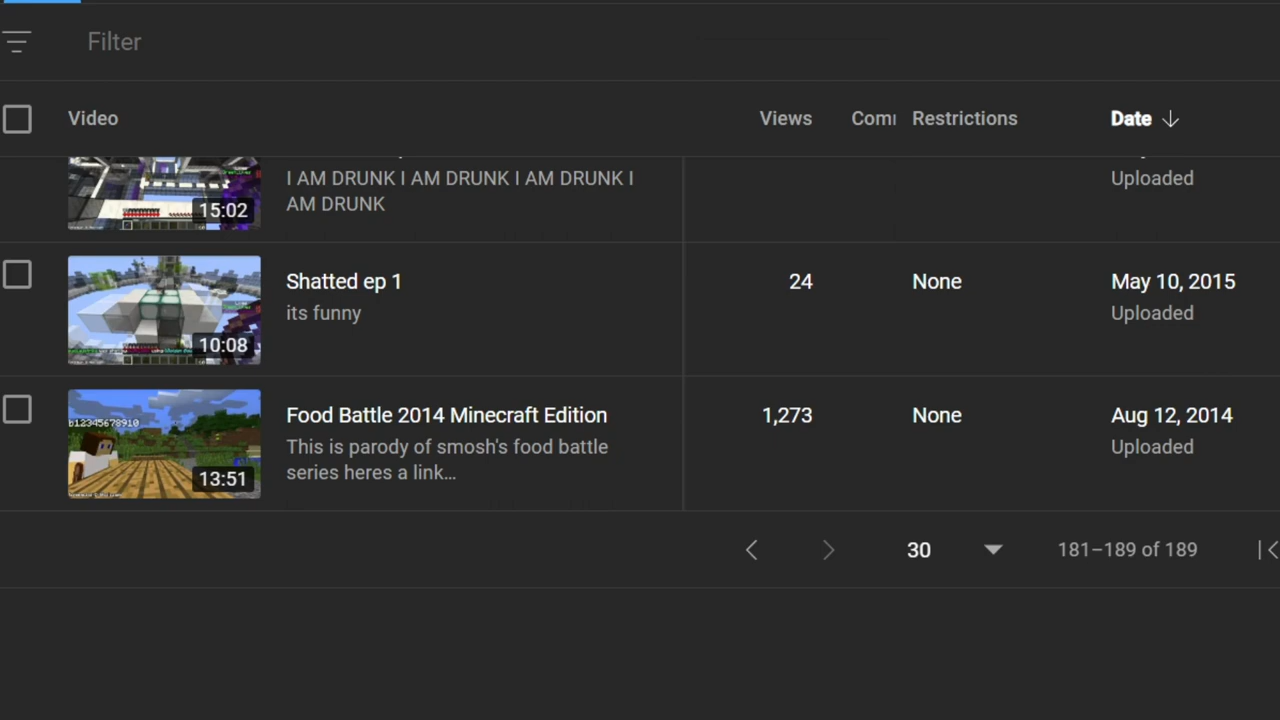 Filter
Video Views Comı Restrictions Date
I AM DRUNK I AM DRUNK I AM DRUNK I
AM DRUNK
Uploaded
15:02
Shatted ep 1 24 None May 10, 2015
its funny Uploaded
10:08
Food Battle 2014 Minecraft Edition 1,273 None Aug 12, 2014
b12345678910
This is parody of smosh's food battle Uploaded
series heres a link...
13:51
30 181–189 of 189